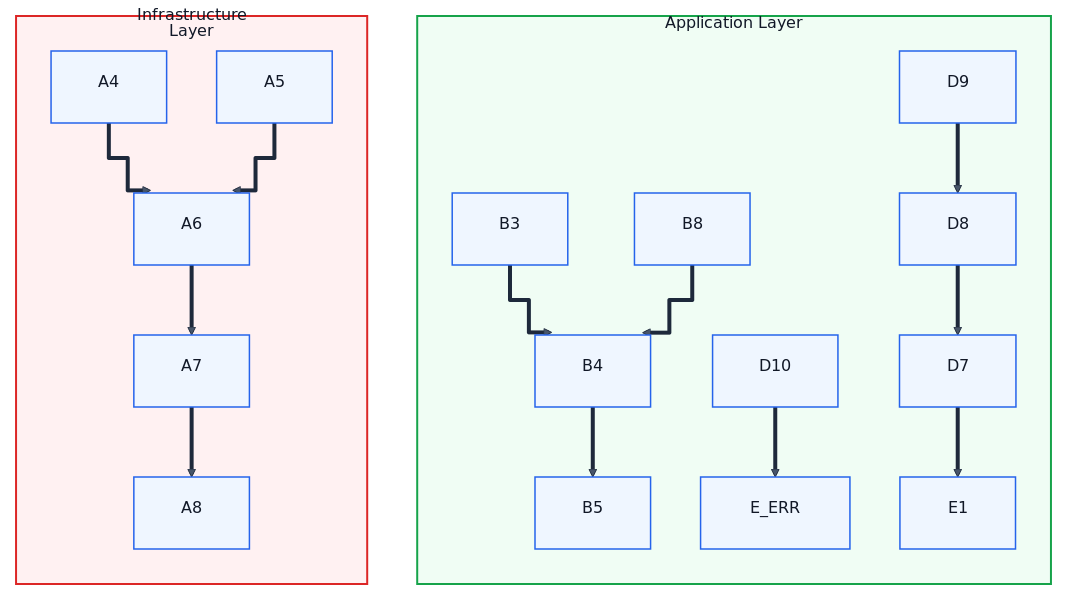 Infrastructure
Layer
A4
A5
A6
A7
A8
Application Layer
D9
B3
B8
D8
B4
D10
D7
B5
E_ERR
E1